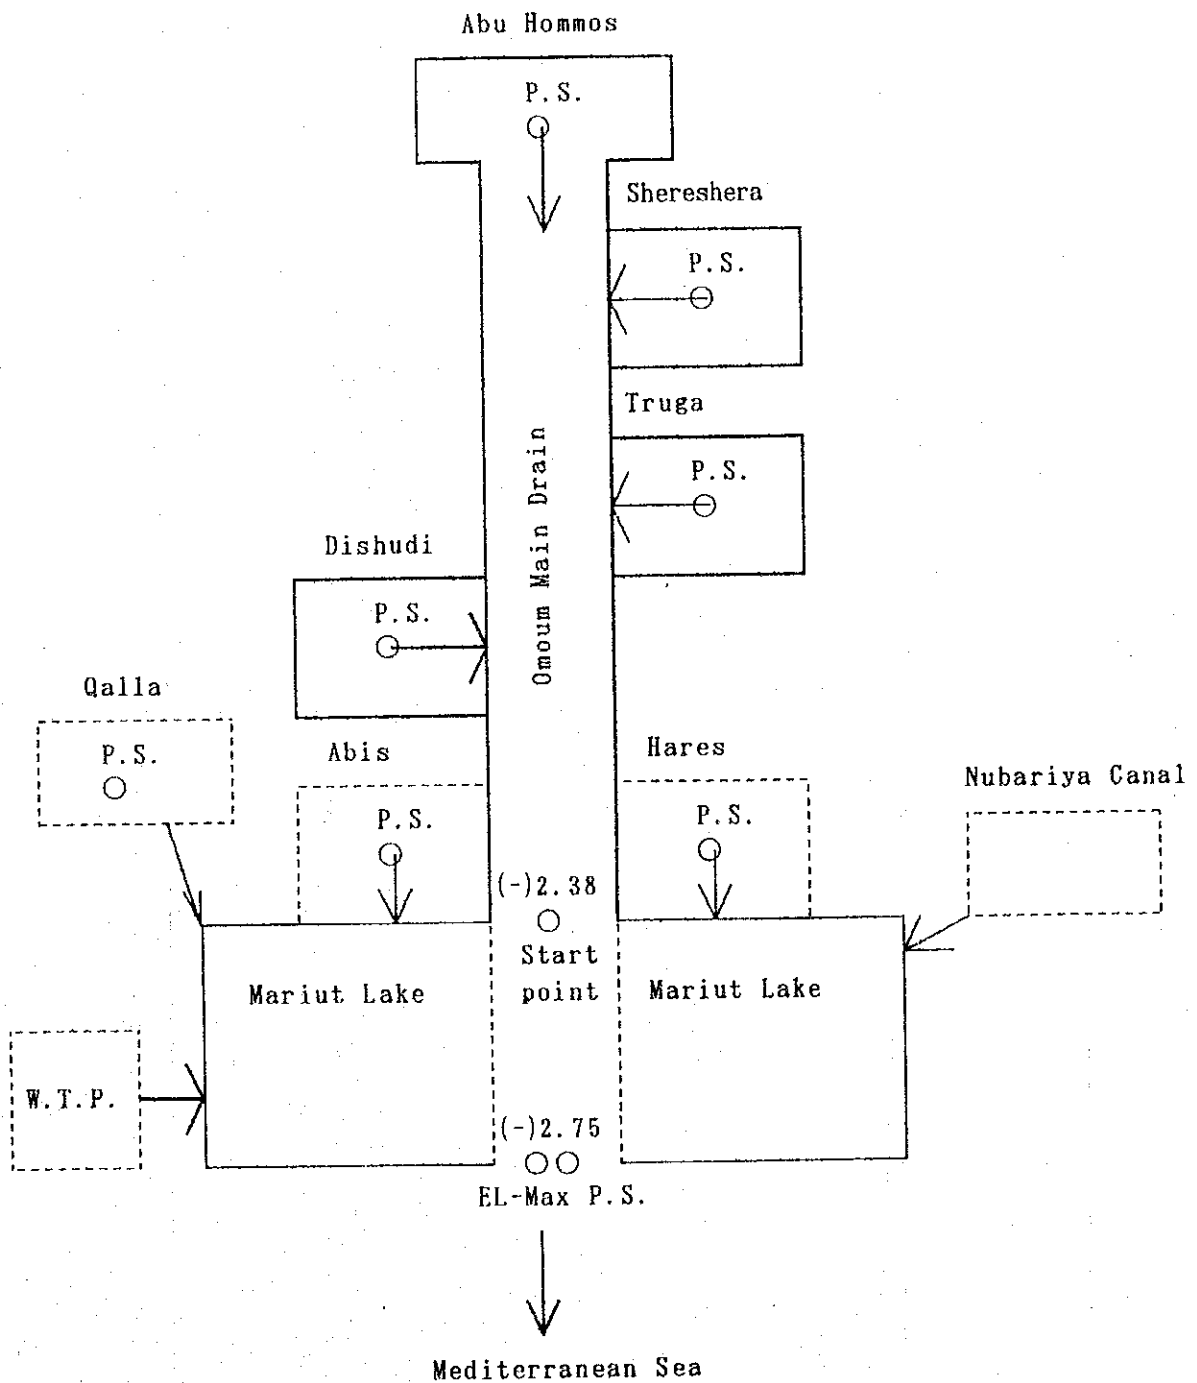 Abu Hommos
P.S.
Shereshera
P.S.
Truga
P.S.
Omoum Main Drain
Dishudi
P.S.
Qalla
P.S.
Abis
P.S.
Hares
P.S.
Nubariya Canal
(-)2.38
Start
point
Mariut Lake
Mariut Lake
W.T.P.
(-)2.75
EL-Max P.S.
Mediterranean Sea